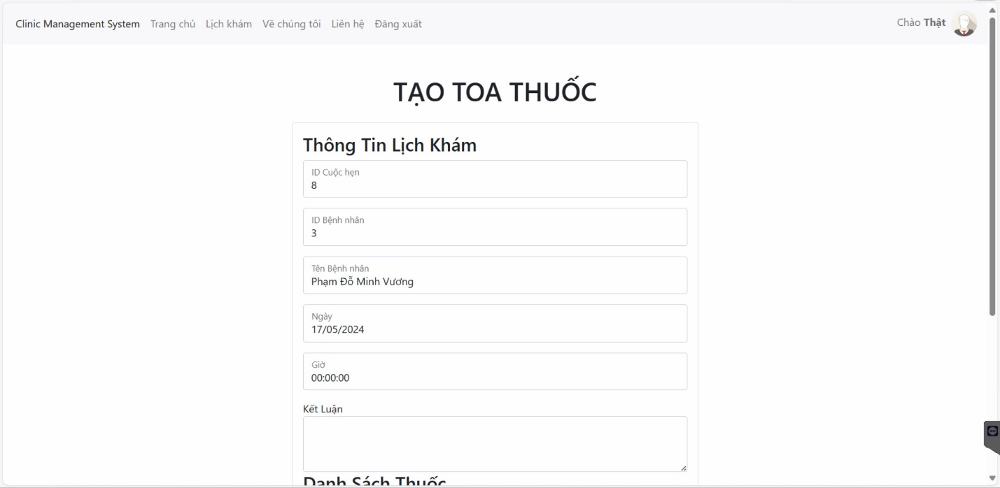 Clinic Management System Trang chủ Lịch khám Về chúng tôi Liên hệ Đăng xuất Chào Thật
TẠO TOA THUỐC
Thông Tin Lịch Khám
ID Cuộc hẹn
8
ID Bệnh nhân
3
Tên Bệnh nhân
Phạm Đỗ Minh Vương
Ngày
17/05/2024
Giờ
00:00:00
Kết Luận
Danh Sách Thuốc